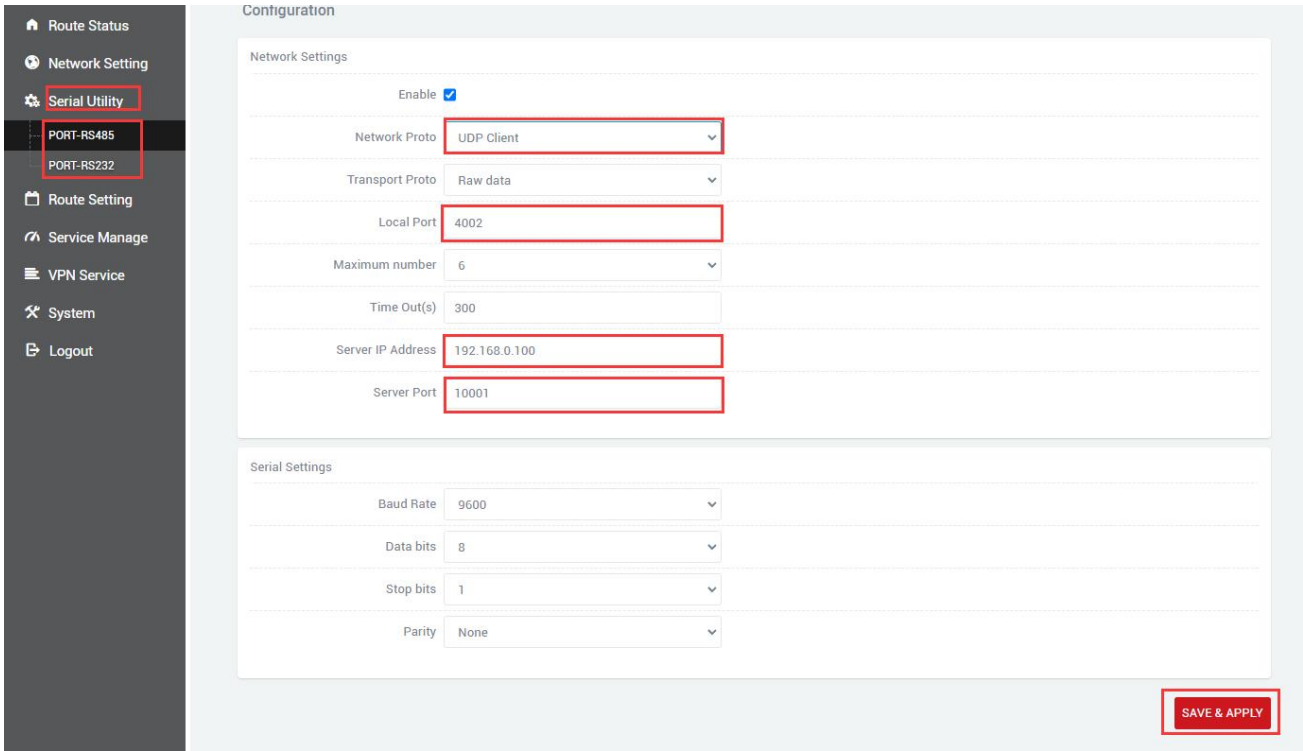 Route Status
Network Setting
Serial Utility
PORT-RS485
PORT-RS232
Route Setting
Service Manage
VPN Service
System
Logout
Configuration
Network Settings
Enable
Network Proto UDP Client
Transport Proto Raw data
Local Port 4002
Maximum number 6
Time Out(s) 300
Server IP Address 192.168.0.100
Server Port 10001
Serial Settings
Baud Rate 9600
Data bits 8
Stop bits 1
Parity None
SAVE & APPLY